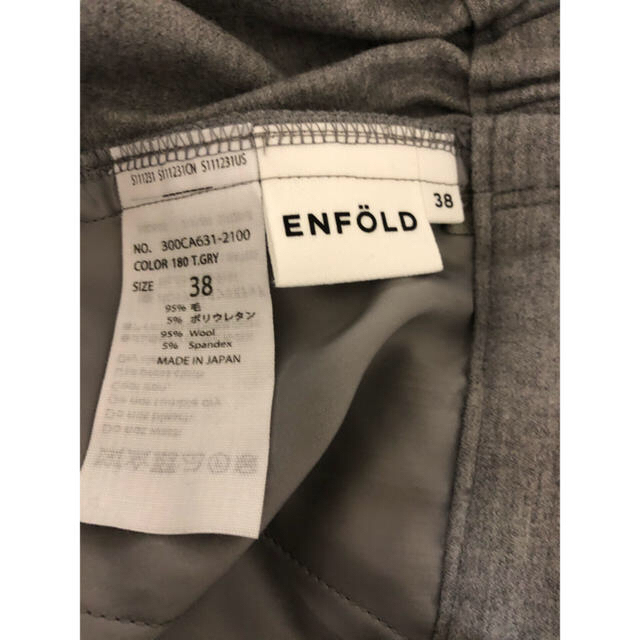 S111231 S111231CN S111231US
NO. 300CA631-2100
COLOR 180 T.GRY
SIZE 38
95% 毛
5% ポリウレタン
95% Wool
5% Spandex
MADE IN JAPAN
ENFÖLD
38